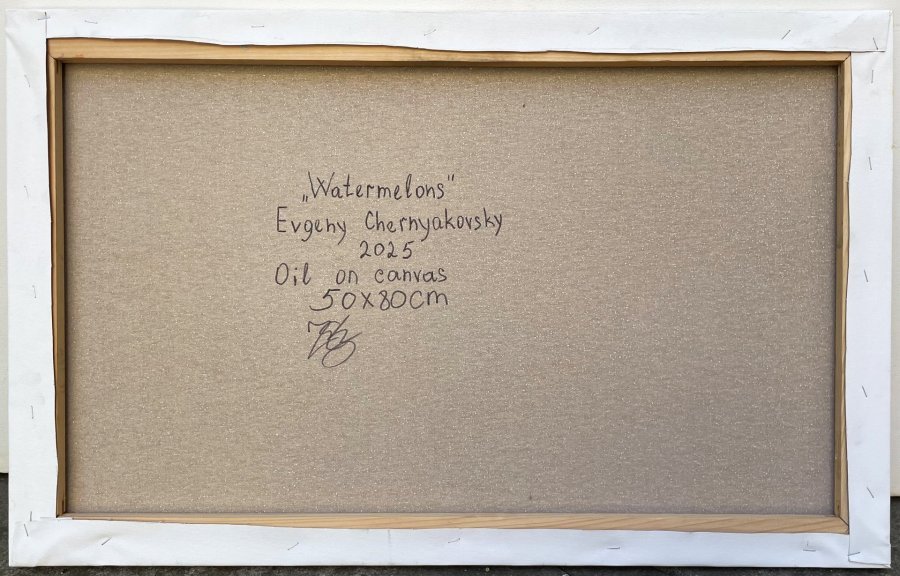 „Watermelons"
Evgeny Chernyakovsky
2025
Oil on canvas
50x80cm